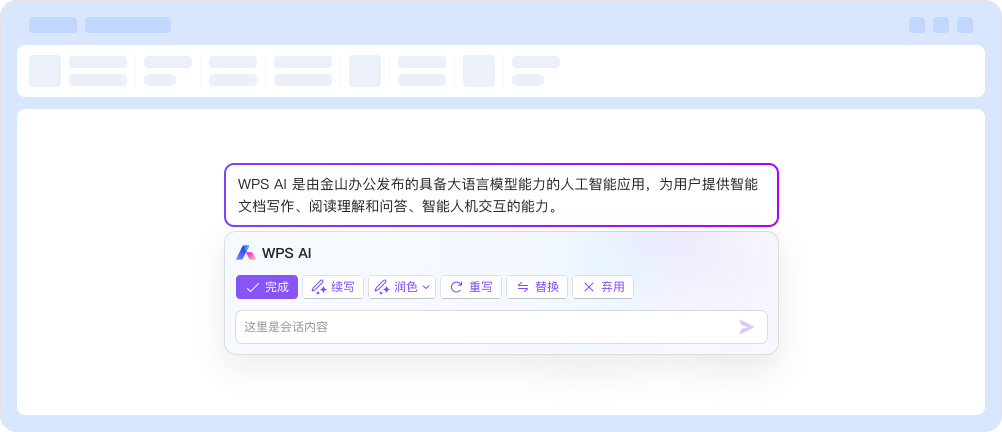 WPS AI 是由金山办公发布的具备大语言模型能力的人工智能应用，为用户提供智能
文档写作、阅读理解和问答、智能人机交互的能力。
WPS AI
完成 续写 润色 重写 替换 弃用
这里是会话内容